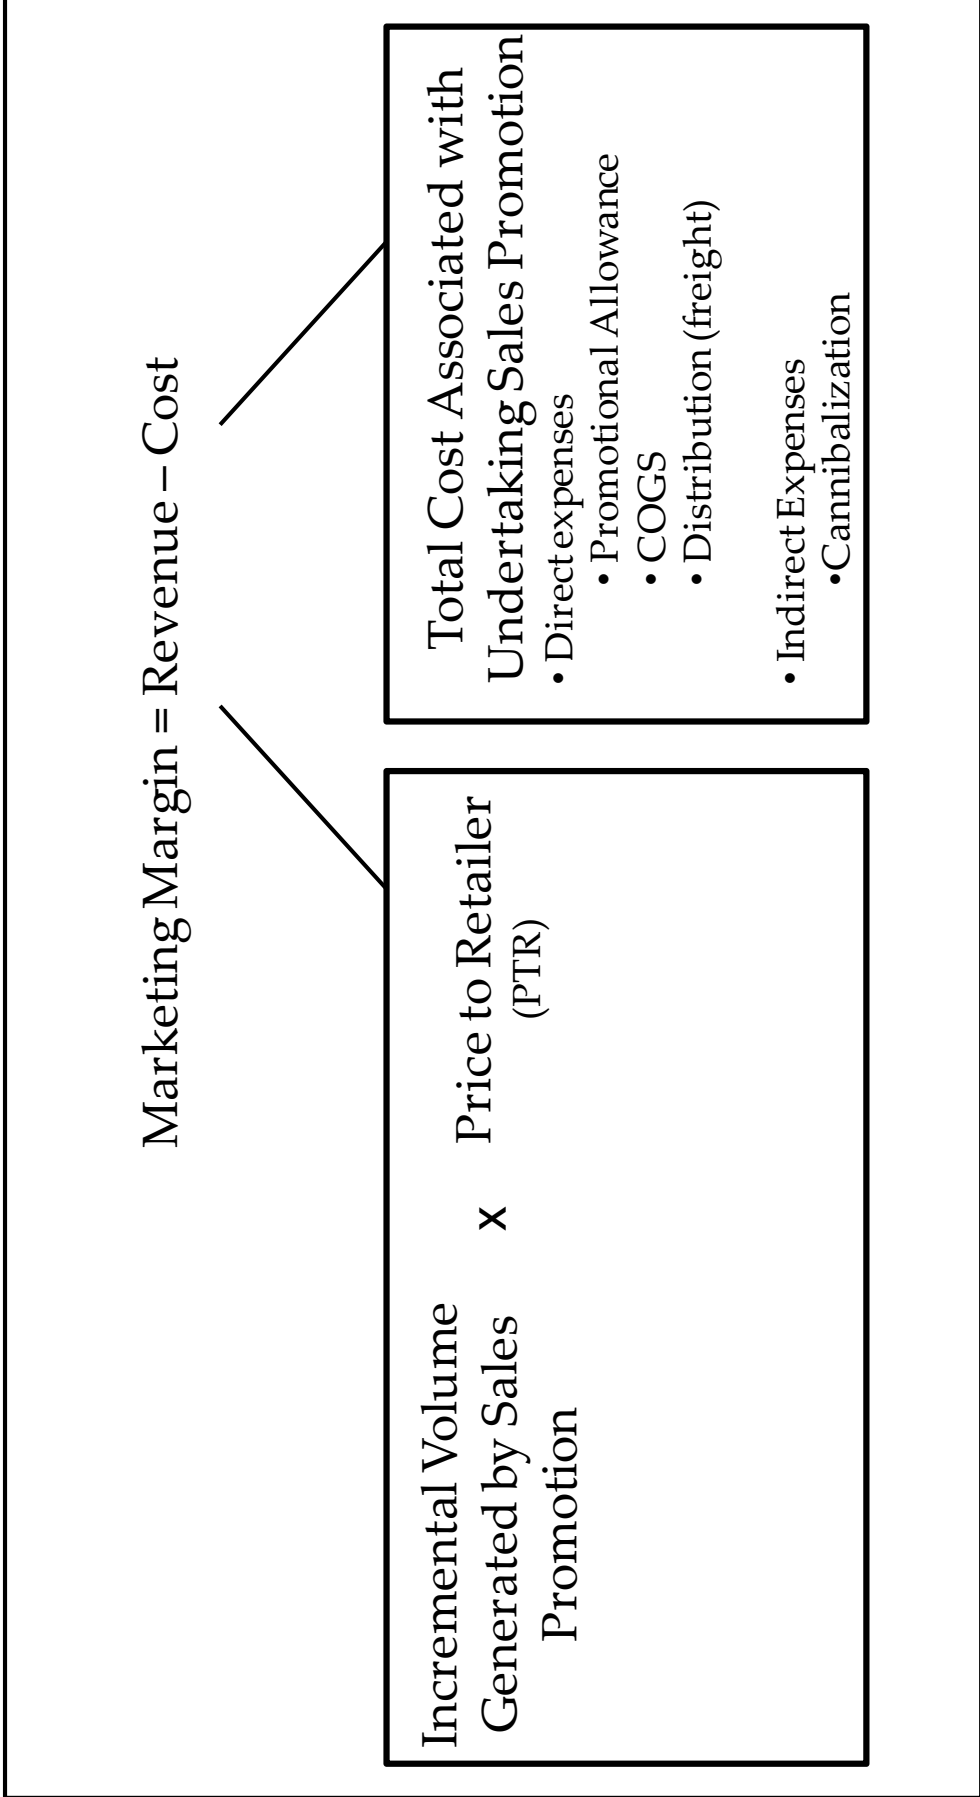 Marketing Margin = Revenue – Cost
Incremental Volume
Generated by Sales
Promotion
x
Price to Retailer
(PTR)
Total Cost Associated with
Undertaking Sales Promotion
• Direct expenses
• Promotional Allowance
• COGS
• Distribution (freight)
• Indirect Expenses
•Cannibalization